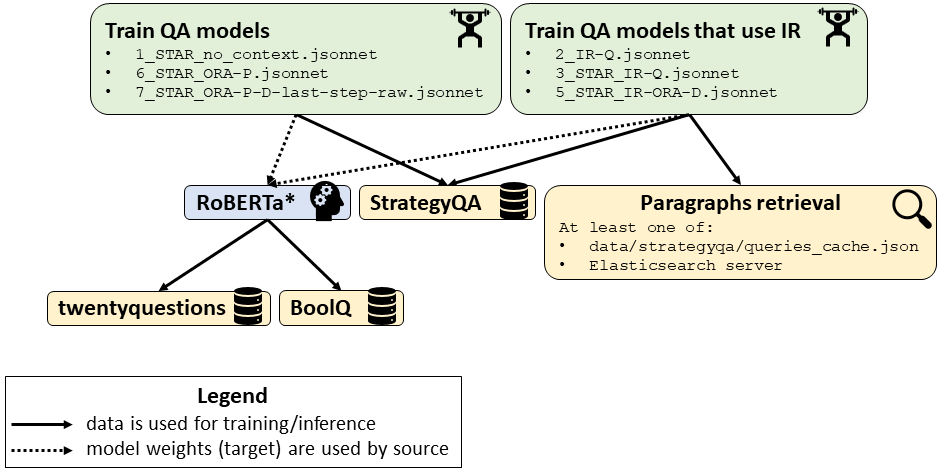 Train QA models
• 1_STAR_no_context.jsonnet
• 6_STAR_ORA-P.jsonnet
• 7_STAR_ORA-P-D-last-step-raw.jsonnet
Train QA models that use IR
• 2_IR-Q.jsonnet
• 3_STAR_IR-Q.jsonnet
• 5_STAR_IR-ORA-D.jsonnet
RoBERTa*
StrategyQA
Paragraphs retrieval
At least one of:
• data/strategyqa/queries_cache.json
• Elasticsearch server
twentyquestions
BoolQ
Legend
data is used for training/inference
model weights (target) are used by source